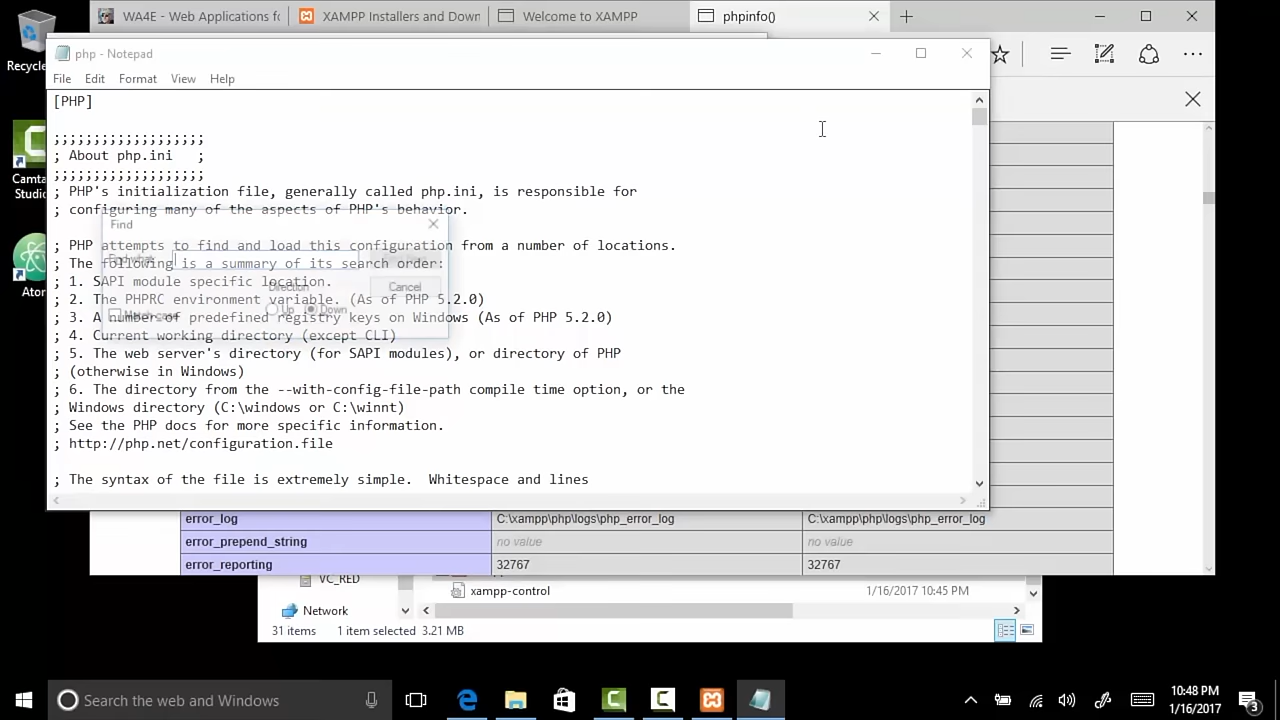 WA4E - Web Applications fo
XAMPP Installers and Down
Welcome to XAMPP
phpinfo()
Recycle
php - Notepad
File Edit Format View Help
[PHP]
;;;;;;;;;;;;;;;;;;;
; About php.ini   ;
;;;;;;;;;;;;;;;;;;;
; PHP's initialization file, generally called php.ini, is responsible for
; configuring many of the aspects of PHP's behavior.
; PHP attempts to find and load this configuration from a number of locations.
; The following is a summary of its search order:
; 1. SAPI module specific location.
; 2. The PHPRC environment variable. (As of PHP 5.2.0)
; 3. A number of predefined registry keys on Windows (As of PHP 5.2.0)
; 4. Current working directory (except CLI)
; 5. The web server's directory (for SAPI modules), or directory of PHP
; (otherwise in Windows)
; 6. The directory from the --with-config-file-path compile time option, or the
; Windows directory (C:\windows or C:\winnt)
; See the PHP docs for more specific information.
; http://php.net/configuration.file
; The syntax of the file is extremely simple.  Whitespace and lines
Find
Direction
Cancel
Match case
Up Down
Camta
Studio
Aton
error_log C:\xampp\php\logs\php_error_log C:\xampp\php\logs\php_error_log
error_prepend_string no value no value
error_reporting 32767 32767
VC_RED
xampp-control 1/16/2017 10:45 PM
Network
31 items 1 item selected 3.21 MB
Search the web and Windows
10:48 PM
1/16/2017
3